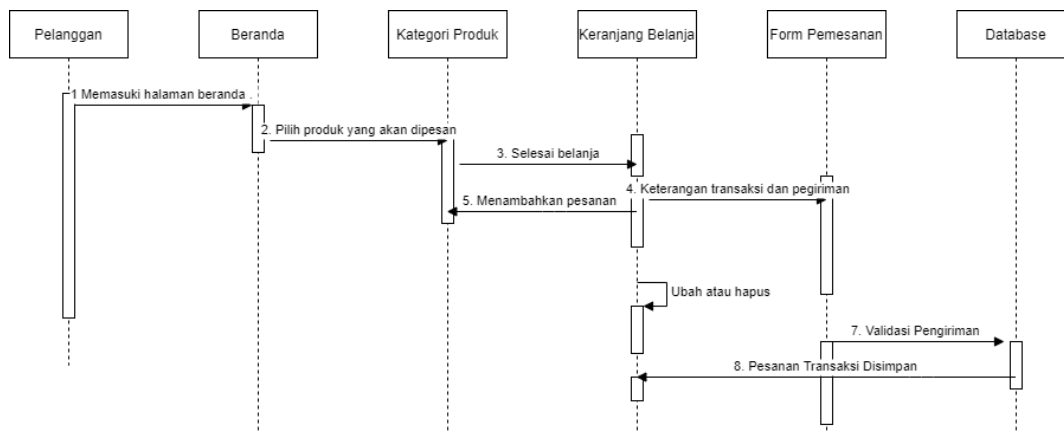 Pelanggan
Beranda
Kategori Produk
Keranjang Belanja
Form Pemesanan
Database
1 Memasuki halaman beranda .
2. Pilih produk yang akan dipesan
3. Selesai belanja
4. Keterangan transaksi dan pegiriman
5. Menambahkan pesanan
Ubah atau hapus
7. Validasi Pengiriman
8. Pesanan Transaksi Disimpan